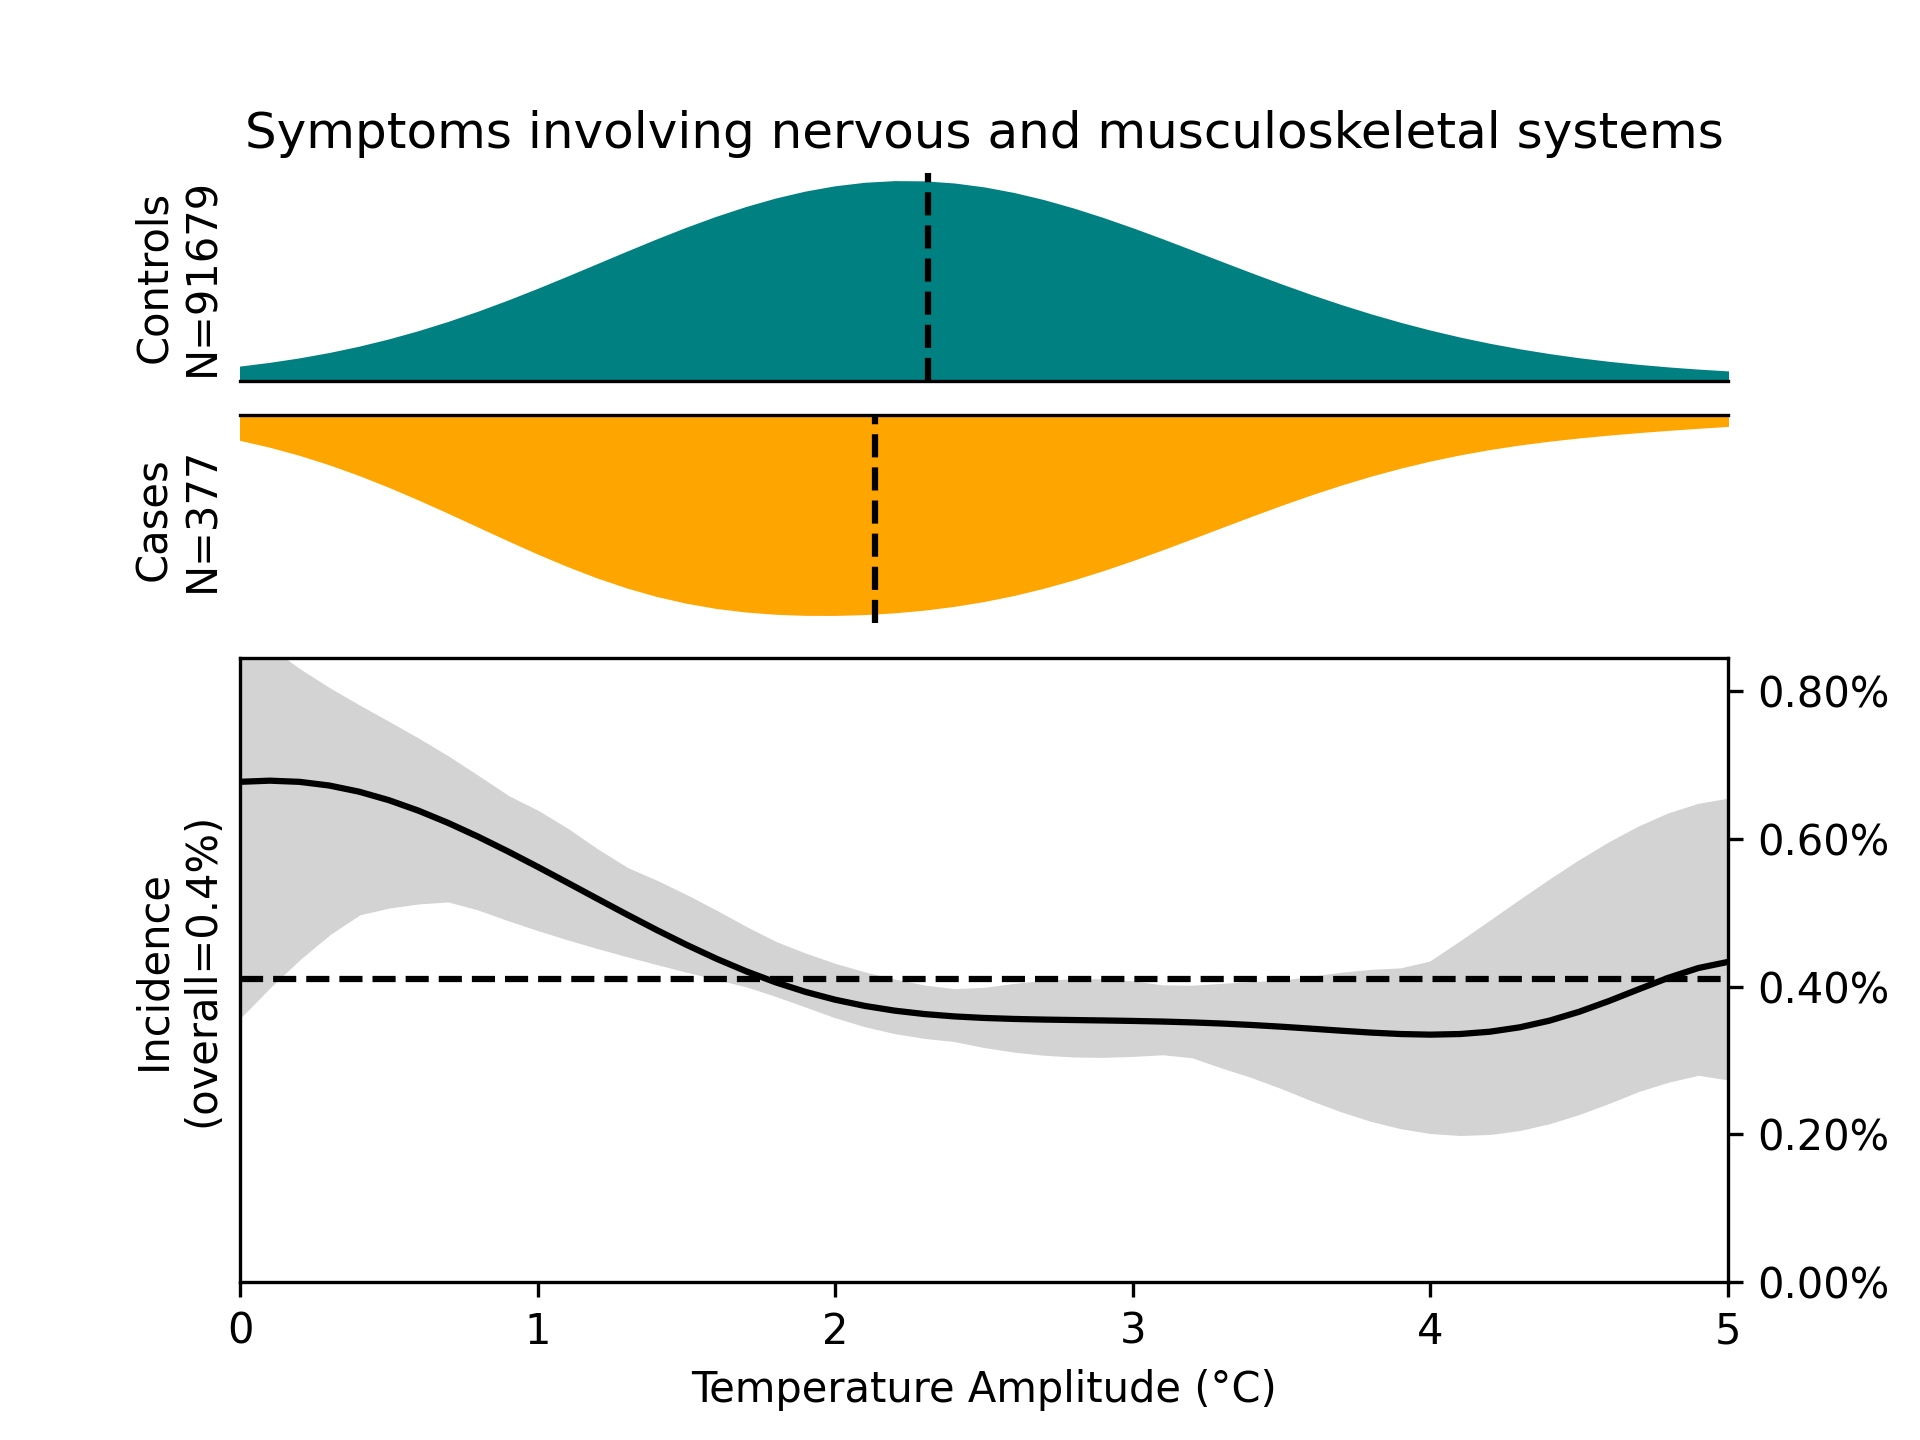 Symptoms involving nervous and musculoskeletal systems
Controls
N=91679
Cases
N=377
Incidence
(overall=0.4%)
0.80%
0.60%
0.40%
0.20%
0.00%
0 1 2 3 4 5
Temperature Amplitude (°C)